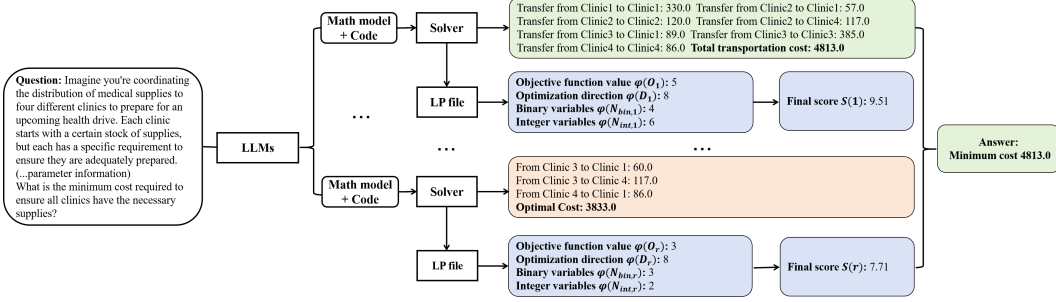 Question: Imagine you're coordinating
the distribution of medical supplies to
four different clinics to prepare for an
upcoming health drive. Each clinic
starts with a certain stock of supplies,
but each has a specific requirement to
ensure they are adequately prepared.
(...parameter information)
What is the minimum cost required to
ensure all clinics have the necessary
supplies?
LLMs
Math model
+ Code
Solver
LP file
Transfer from Clinic1 to Clinic1: 330.0 Transfer from Clinic2 to Clinic1: 57.0
Transfer from Clinic2 to Clinic2: 120.0 Transfer from Clinic2 to Clinic4: 117.0
Transfer from Clinic3 to Clinic1: 89.0 Transfer from Clinic3 to Clinic3: 385.0
Transfer from Clinic4 to Clinic4: 86.0 Total transportation cost: 4813.0
Objective function value φ(O₁): 5
Optimization direction φ(D₁): 8
Binary variables φ(N_bin,1): 4
Integer variables φ(N_int,1): 6
Final score S(1): 9.51
...
...
...
Math model
+ Code
Solver
LP file
From Clinic 3 to Clinic 1: 60.0
From Clinic 3 to Clinic 4: 117.0
From Clinic 4 to Clinic 1: 86.0
Optimal Cost: 3833.0
Objective function value φ(O_r): 3
Optimization direction φ(D_r): 8
Binary variables φ(N_bin,r): 3
Integer variables φ(N_int,r): 2
Final score S(r): 7.71
Answer:
Minimum cost 4813.0